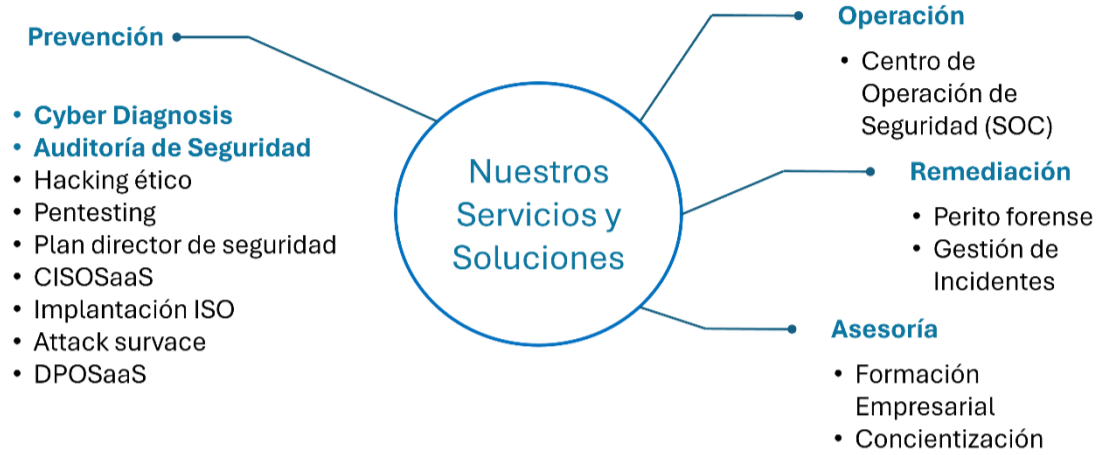 Prevención
• Cyber Diagnosis
• Auditoría de Seguridad
• Hacking ético
• Pentesting
• Plan director de seguridad
• CISOSaaS
• Implantación ISO
• Attack survace
• DPOSaaS
Nuestros
Servicios y
Soluciones
Operación
• Centro de
Operación de
Seguridad (SOC)
Remediación
• Perito forense
• Gestión de
Incidentes
Asesoría
• Formación
Empresarial
• Concientización